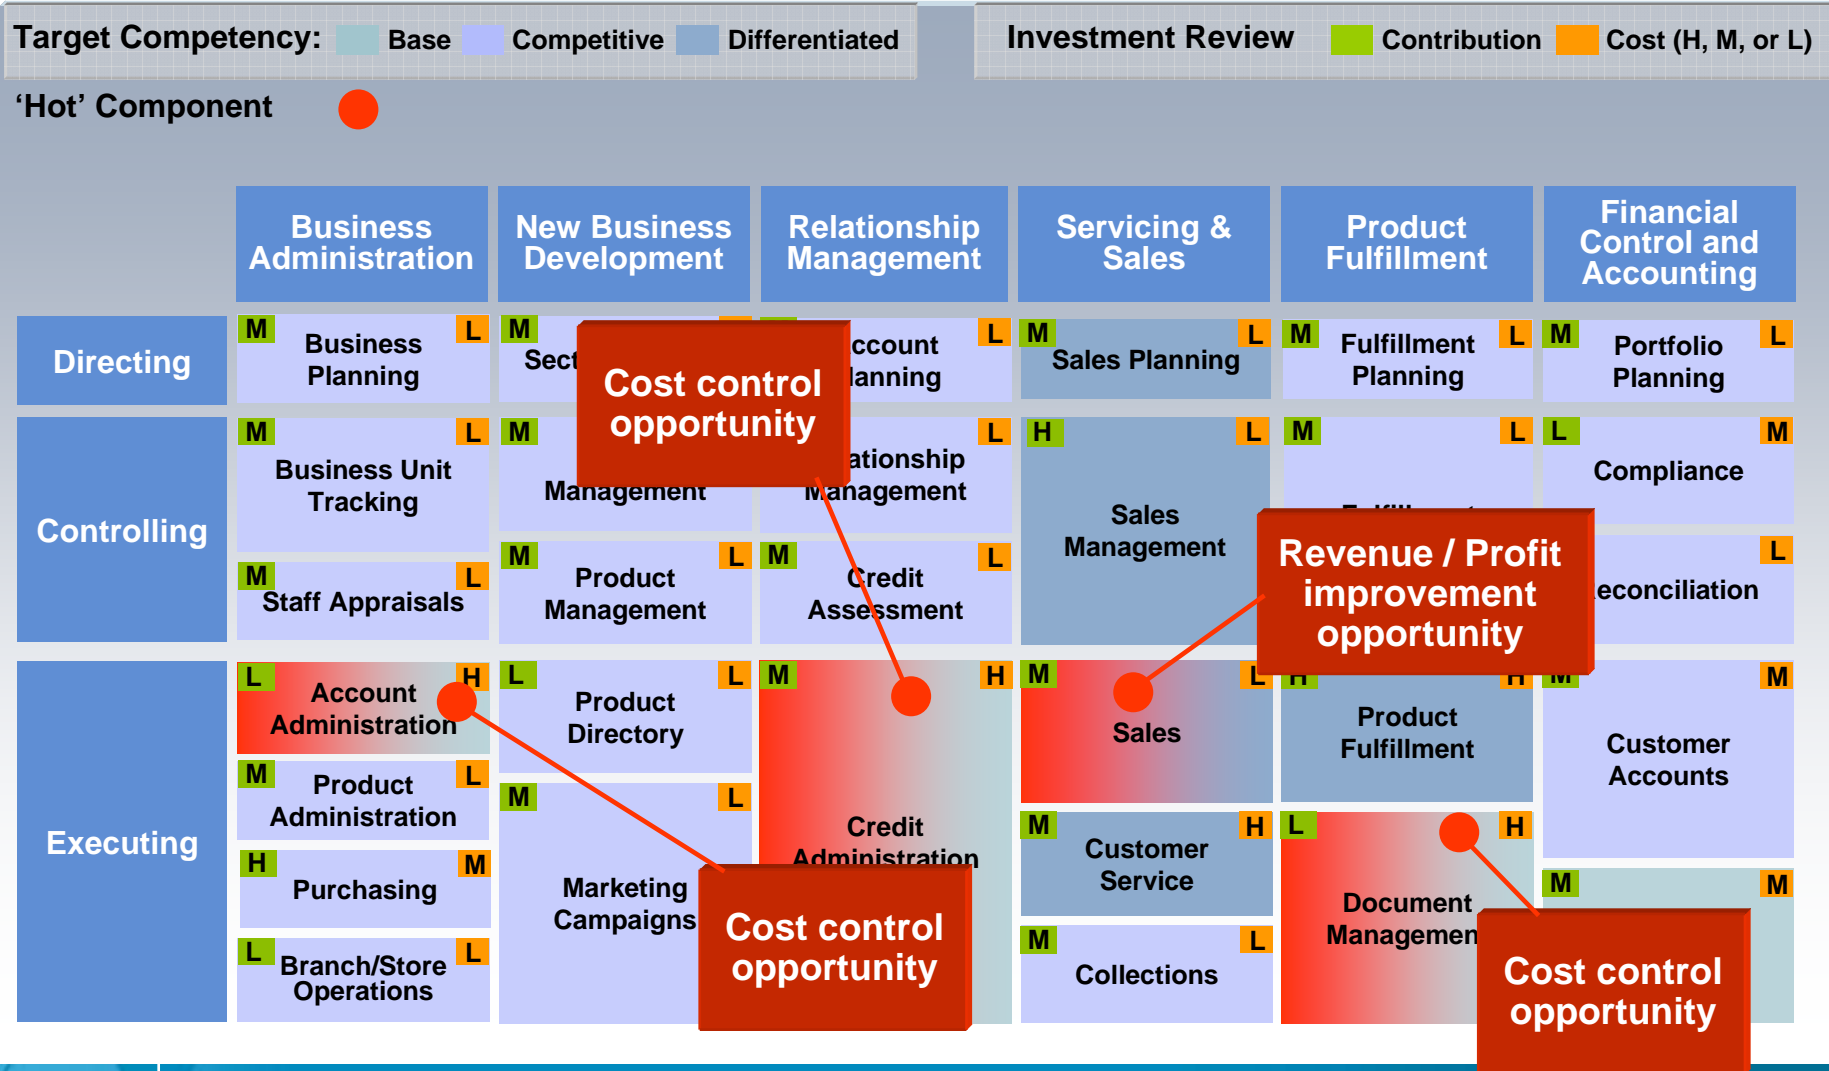 Target Competency: Base Competitive Differentiated
Investment Review Contribution Cost (H, M, or L)
‘Hot’ Component
Business
Administration
New Business
Development
Relationship
Management
Servicing &
Sales
Product
Fulfillment
Financial
Control and
Accounting
Directing
M L
Business
Planning
M
Sect
L
ccount
lanning
M L
Sales Planning
M L
Fulfillment
Planning
M L
Portfolio
Planning
Cost control
opportunity
Controlling
M L
Business Unit
Tracking
M L
Staff Appraisals
M
Management
M L
Product
Management
L
ationship
Management
M L
Credit
Assessment
H L
Sales
Management
M L
L M
Compliance
L
econciliation
Revenue / Profit
improvement
opportunity
Executing
L H
Account
Administration
M L
Product
Administration
H M
Purchasing
L L
Branch/Store
Operations
L L
Product
Directory
M L
Marketing
Campaigns
M H
Credit
Administration
Cost control
opportunity
M L
Sales
M H
Customer
Service
M L
Collections
H H
Product
Fulfillment
L H
Document
Managemen
M M
Customer
Accounts
M M
Cost control
opportunity